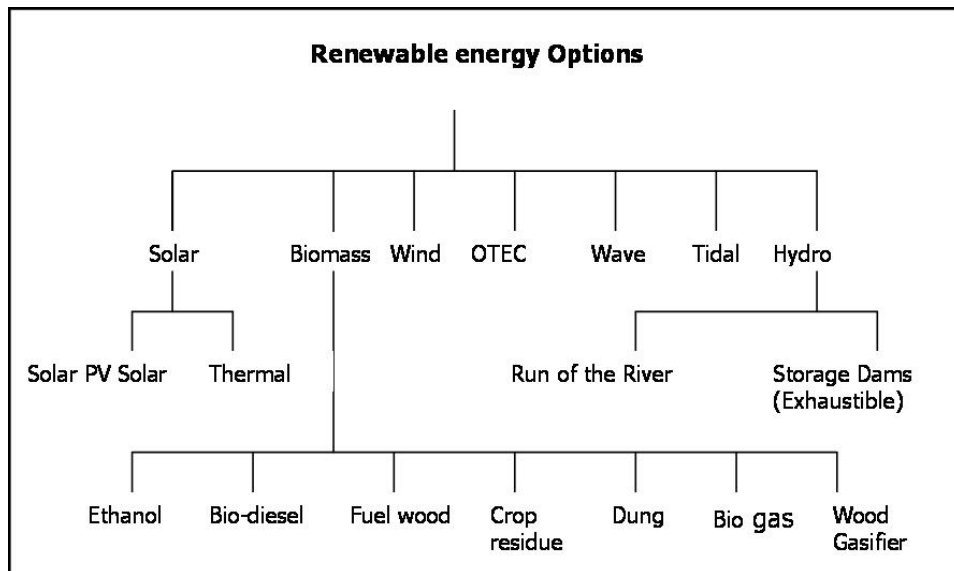 Renewable energy Options
Solar Biomass Wind OTEC Wave Tidal Hydro
Solar PV Solar Thermal Run of the River Storage Dams
(Exhaustible)
Ethanol Bio-diesel Fuel wood Crop Dung Bio gas Wood
residue Gasifier